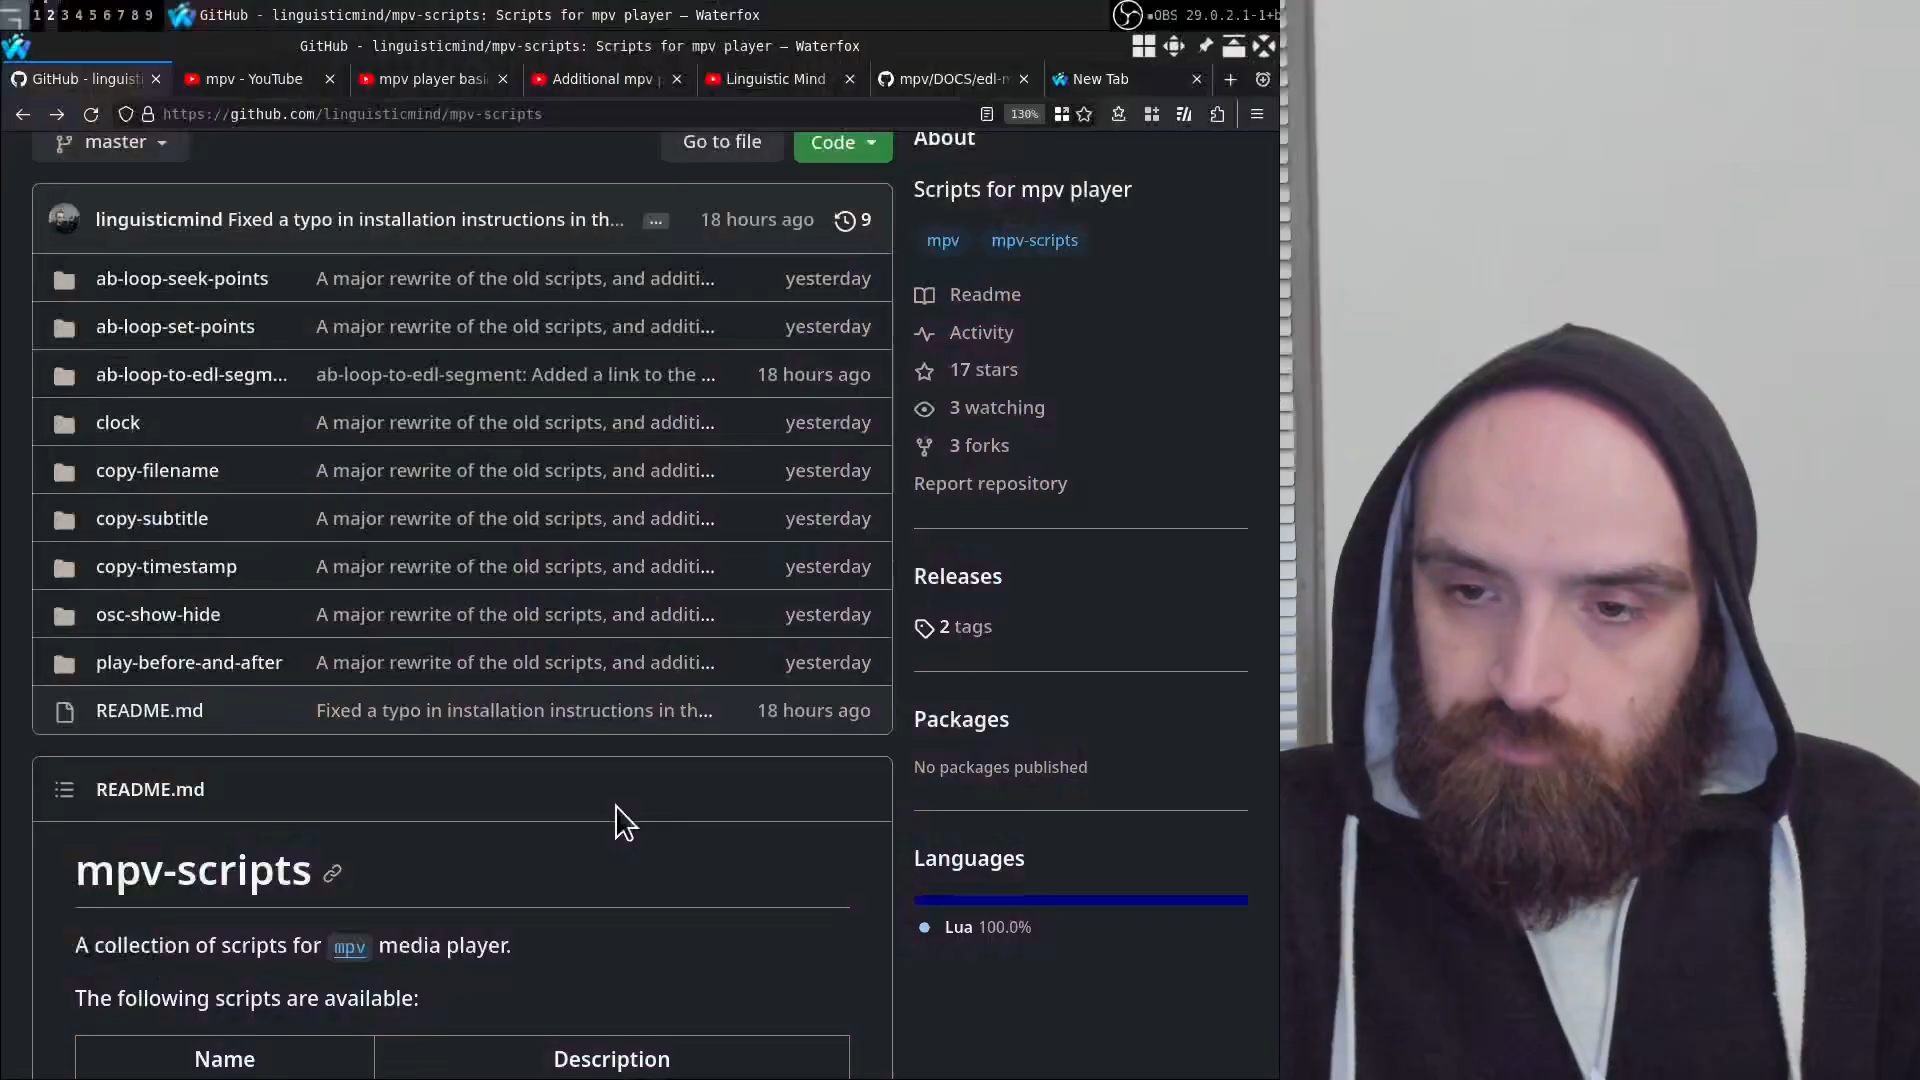 1 2 3 4 5 6 7 8 9 GitHub - linguisticmind/mpv-scripts: Scripts for mpv player — Waterfox OBS 29.0.2.1-1+b
GitHub - linguisticmind/mpv-scripts: Scripts for mpv player — Waterfox
GitHub - linguist mpv - YouTube mpv player basi Additional mpv p Linguistic Mind mpv/DOCS/edl-m New Tab
https://github.com/linguisticmind/mpv-scripts 130%
master Go to file Code
linguisticmind Fixed a typo in installation instructions in th... ... 18 hours ago 9
ab-loop-seek-points A major rewrite of the old scripts, and additi... yesterday
ab-loop-set-points A major rewrite of the old scripts, and additi... yesterday
ab-loop-to-edl-segm... ab-loop-to-edl-segment: Added a link to the ... 18 hours ago
clock A major rewrite of the old scripts, and additi... yesterday
copy-filename A major rewrite of the old scripts, and additi... yesterday
copy-subtitle A major rewrite of the old scripts, and additi... yesterday
copy-timestamp A major rewrite of the old scripts, and additi... yesterday
osc-show-hide A major rewrite of the old scripts, and additi... yesterday
play-before-and-after A major rewrite of the old scripts, and additi... yesterday
README.md Fixed a typo in installation instructions in th... 18 hours ago
README.md
mpv-scripts
A collection of scripts for mpv media player.
The following scripts are available:
Name Description
About
Scripts for mpv player
mpv mpv-scripts
Readme
Activity
17 stars
3 watching
3 forks
Report repository
Releases
2 tags
Packages
No packages published
Languages
Lua 100.0%